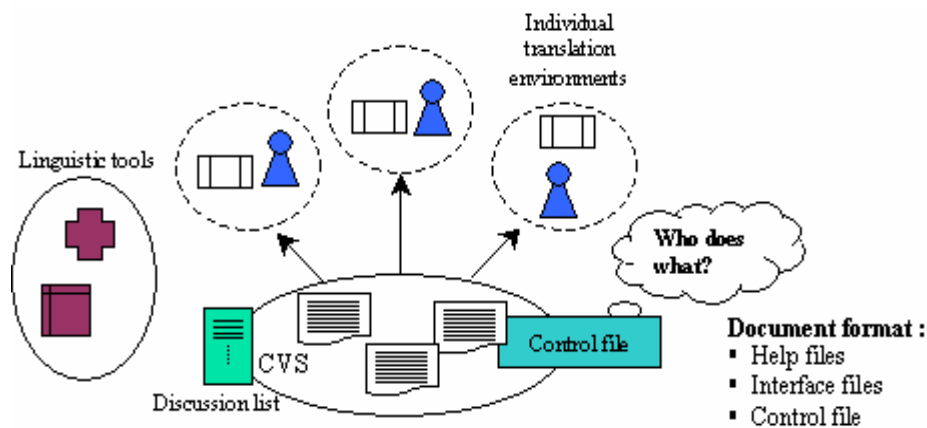 Individual
translation
environments
Linguistic tools
Who does
what?
CVS
Control file
Discussion list
Document format :
▪ Help files
▪ Interface files
▪ Control file